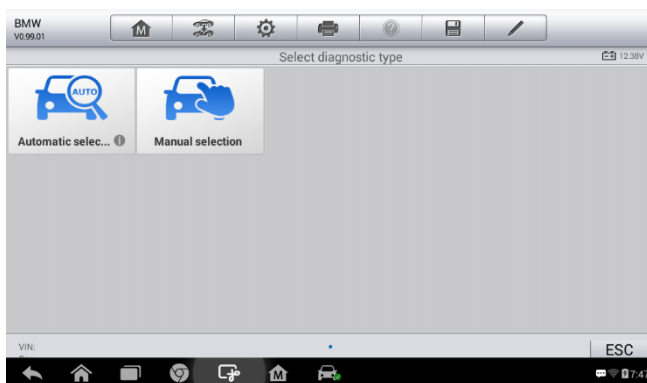 BMW
V0.99.01
M
Select diagnostic type
12.38V
AUTO
Automatic selec...
Manual selection
VIN:
ESC
M
7:47